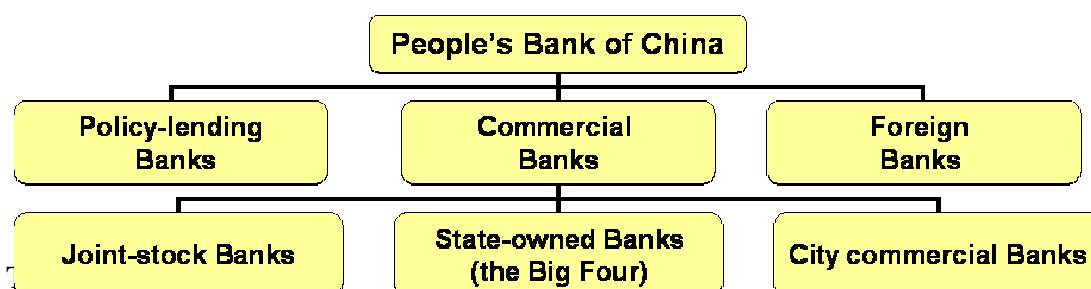 People's Bank of China
Policy-lending
Banks
Commercial
Banks
Foreign
Banks
Joint-stock Banks
State-owned Banks
(the Big Four)
City commercial Banks